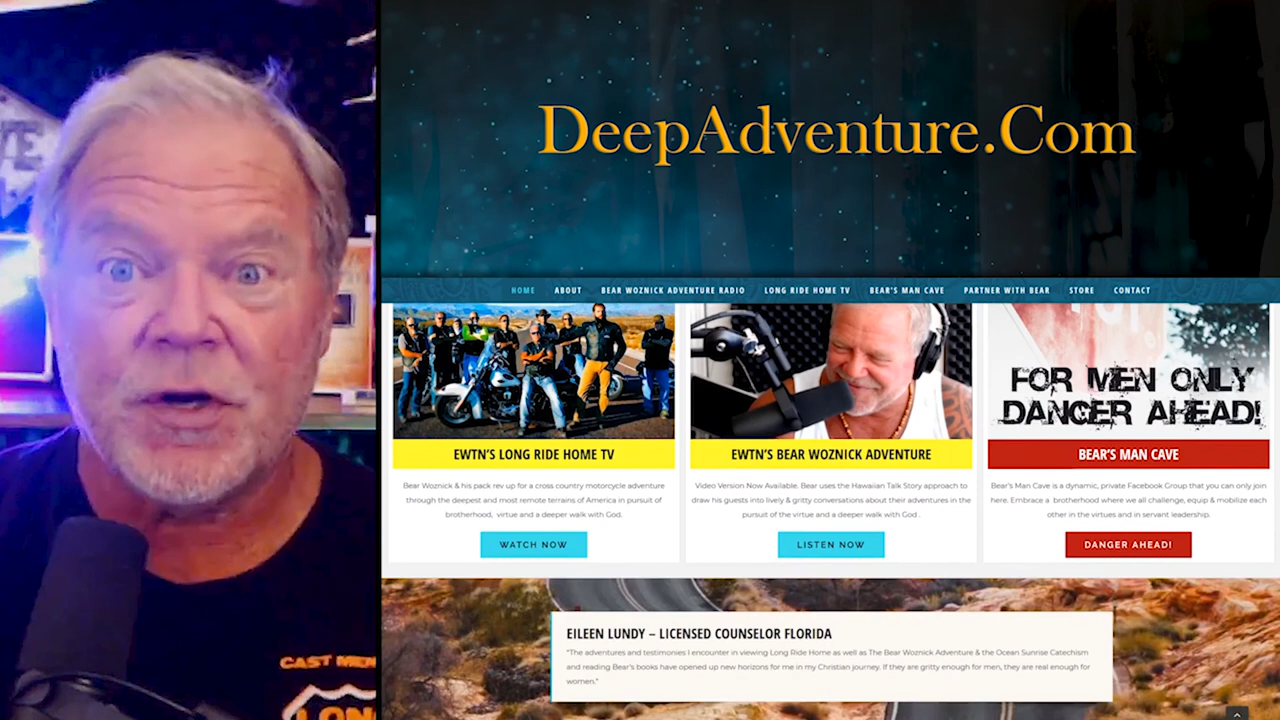 DeepAdventure.Com
HOME ABOUT BEAR WOZNICK ADVENTURE RADIO LONG RIDE HOME TV BEAR'S MAN CAVE PARTNER WITH BEAR STORE CONTACT
FOR MEN ONLY
DANGER AHEAD!
EWTN'S LONG RIDE HOME TV
Bear Woznick & his pack rev up for a cross country motorcycle adventure
through the deepest and most remote terrains of America in pursuit of
brotherhood, virtue and a deeper walk with God.
WATCH NOW
EWTN'S BEAR WOZNICK ADVENTURE
Video Version Now Available. Bear uses the Hawaiian Talk Story approach to
draw his guests into lively & gritty conversations about their adventures in the
pursuit of the virtue and a deeper walk with God .
LISTEN NOW
BEAR'S MAN CAVE
Bear's Man Cave is a dynamic, private Facebook Group that you can only join
here. Embrace a brotherhood where we all challenge, equip & mobilize each
other in the virtues and in servant leadership.
DANGER AHEAD!
EILEEN LUNDY – LICENSED COUNSELOR FLORIDA
"The adventures and testimonies I encounter in viewing Long Ride Home as well as The Bear Woznick Adventure & the Ocean Sunrise Catechism
and reading Bear's books have opened up new horizons for me in my Christian journey. If they are gritty enough for men, they are real enough for
women."
CAST MEM
LON